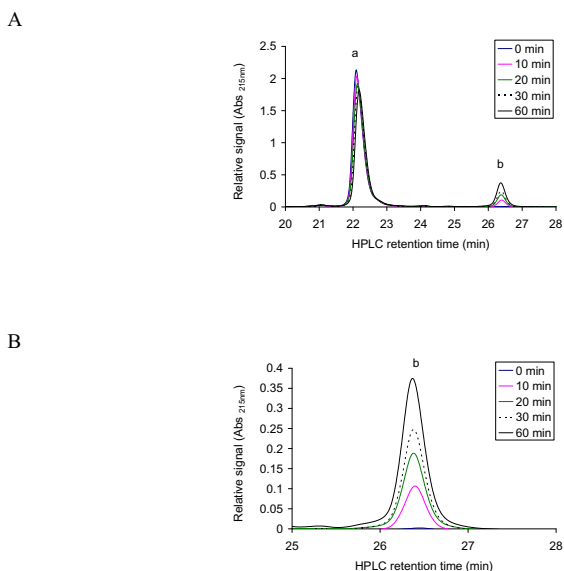 A
a
2.5
2
1.5
1
0.5
0
Relative signal (Abs 215nm)
b
0 min
10 min
20 min
30 min
60 min
20 21 22 23 24 25 26 27 28
HPLC retention time (min)
B
b
0.4
0.35
0.3
0.25
0.2
0.15
0.1
0.05
0
Relative signal (Abs 215nm)
0 min
10 min
20 min
30 min
60 min
25 26 27 28
HPLC retention time (min)